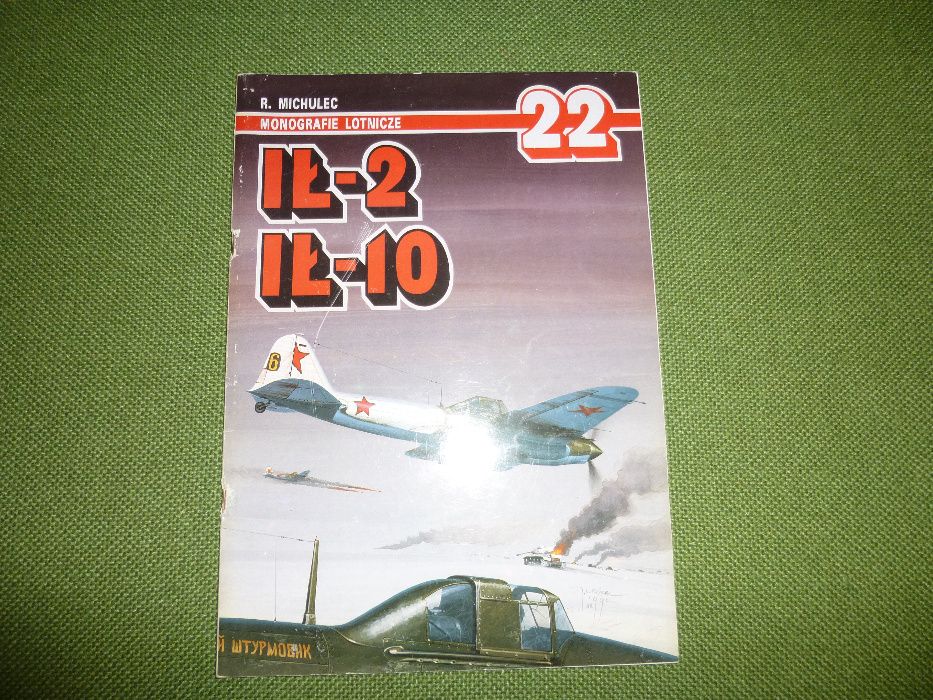 R. MICHULEC
MONOGRAFIE LOTNICZE
22
IŁ-2
IŁ-10
6
Й ШТУРМОВИК